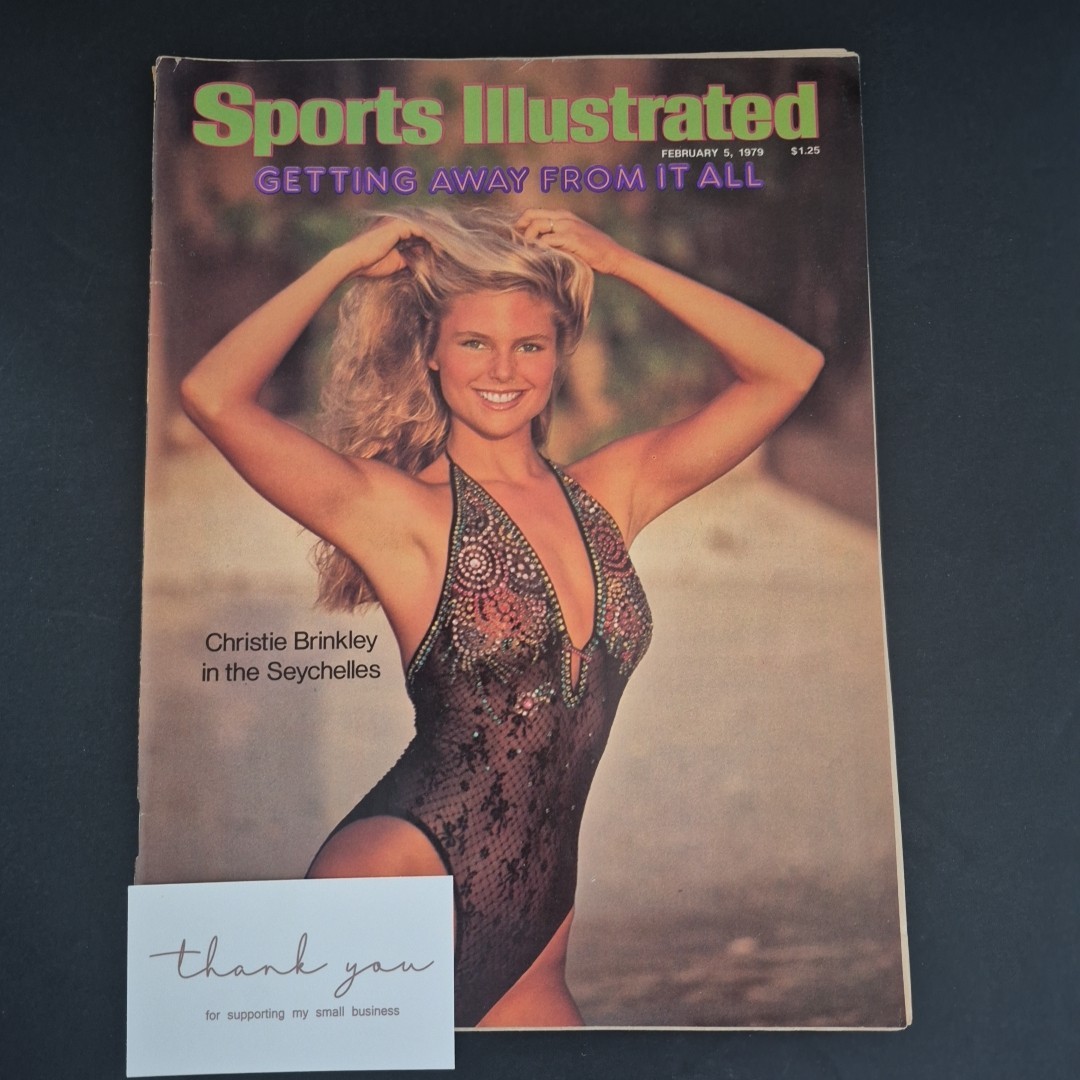 Sports Illustrated
FEBRUARY 5, 1979 $1.25
GETTING AWAY FROM IT ALL
Christie Brinkley
in the Seychelles
thank you
for supporting my small business